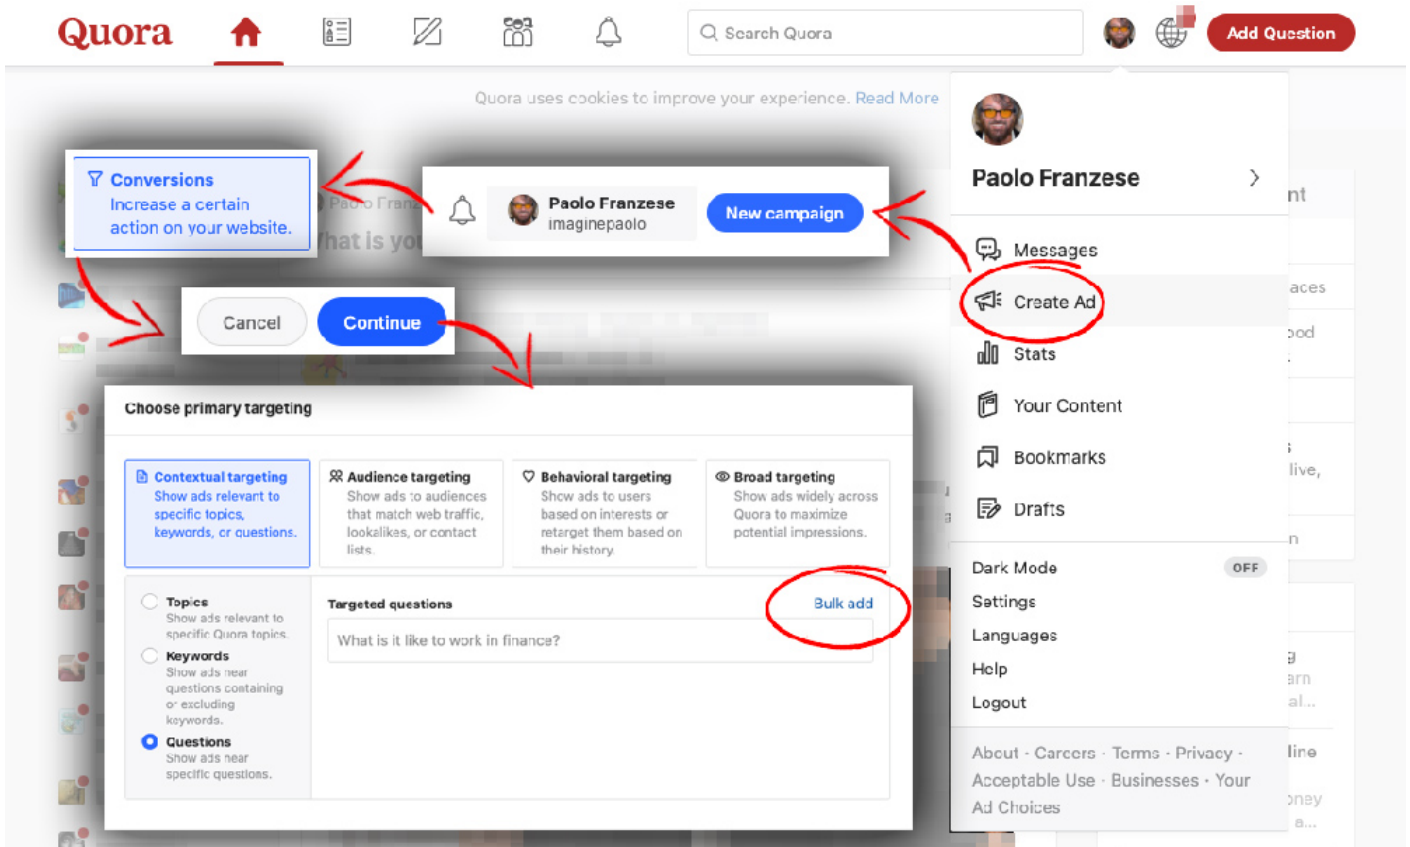 Quora
Search Quora
Add Question
Quora uses cookies to improve your experience. Read More
Paolo Franzese
Messages
Create Ad
Stats
Your Content
Bookmarks
Drafts
Dark Mode
OFF
Settings
Languages
Help
Logout
About · Careers · Terms · Privacy ·
Acceptable Use · Businesses · Your
Ad Choices
Paolo Franzese
imaginepaolo
New campaign
Conversions
Increase a certain
action on your website.
Cancel
Continue
Choose primary targeting
Contextual targeting
Show ads relevant to
specific topics,
keywords, or questions.
Audience targeting
Show ads to audiences
that match web traffic,
lookalikes, or contact
lists.
Behavioral targeting
Show ads to users
based on interests or
retarget them based on
their history.
Broad targeting
Show ads widely across
Quora to maximize
potential impressions.
Topics
Show ads relevant to
specific Quora topics.
Keywords
Show ads near
questions containing
or excluding
keywords.
Questions
Show ads near
specific questions.
Targeted questions
Bulk add
What is it like to work in finance?